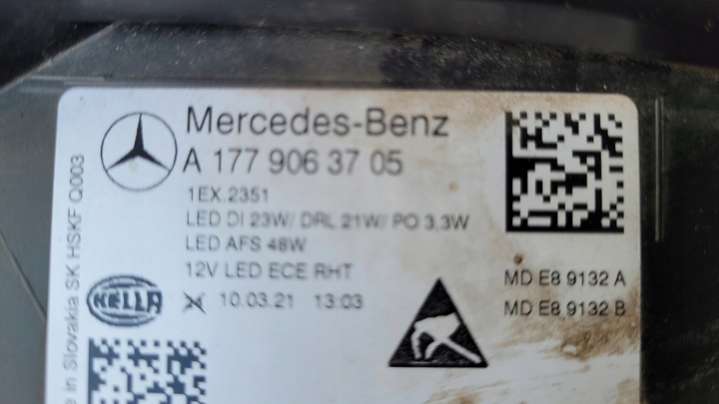 Mercedes-Benz
A 177 906 37 05
1EX.2351
LED DI 23W/ DRL 21W/ PO 3,3W
LED AFS 48W
12V LED ECE RHT
HELLA
10.03.21 13:03
MD E8 9132 A
MD E8 9132 B
in Slovakia SK HSKF Q003